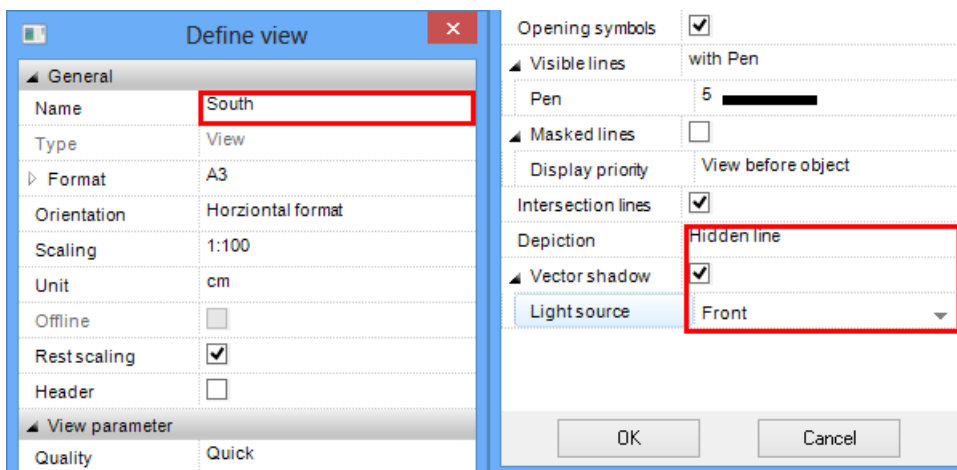 Define view
General
Name South
Type View
Format A3
Orientation Horziontal format
Scaling 1:100
Unit cm
Offline
Rest scaling
Header
View parameter
Quality Quick
Opening symbols
Visible lines with Pen
Pen 5
Masked lines
Display priority View before object
Intersection lines
Depiction Hidden line
Vector shadow
Light source Front
OK Cancel